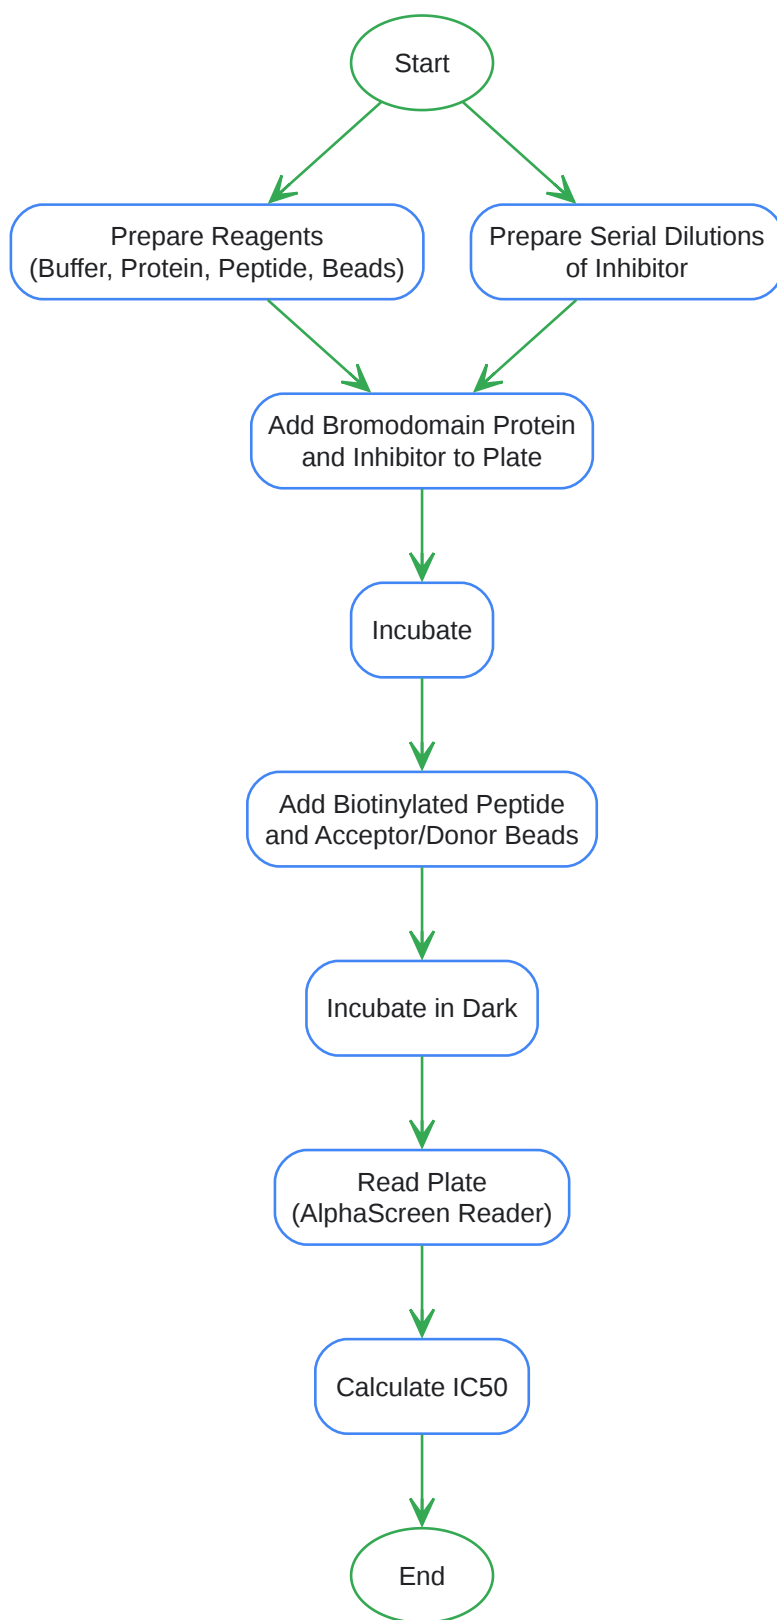 Start
Prepare Reagents
(Buffer, Protein, Peptide, Beads)
Prepare Serial Dilutions
of Inhibitor
Add Bromodomain Protein
and Inhibitor to Plate
Incubate
Add Biotinylated Peptide
and Acceptor/Donor Beads
Incubate in Dark
Read Plate
(AlphaScreen Reader)
Calculate IC50
End